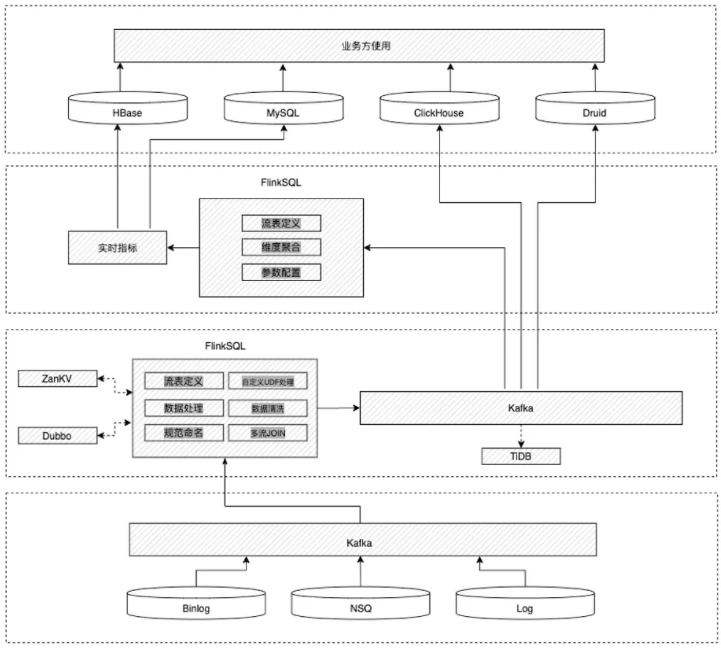 业务方使用
HBase
MySQL
ClickHouse
Druid
FlinkSQL
流表定义
实时指标
维度聚合
参数配置
FlinkSQL
ZanKV
流表定义
自定义UDF处理
数据处理
数据清洗
Kafka
Dubbo
规范命名
多流JOIN
TIDB
Kafka
Binlog
NSQ
Log